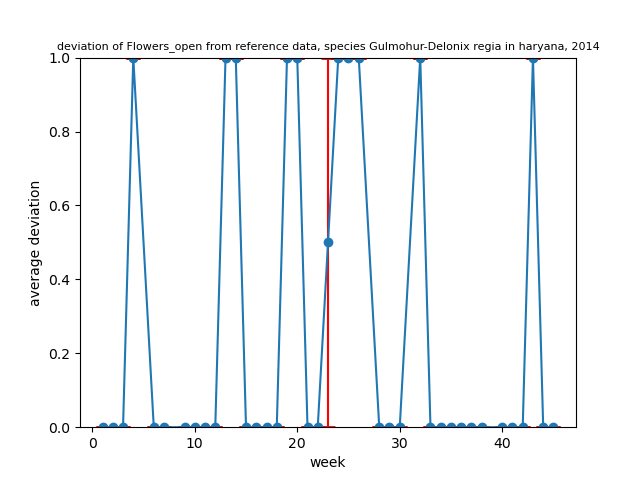 deviation of Flowers_open from reference data, species Gulmohur-Delonix regia in haryana, 2014
1.0
0.8
0.6
0.4
0.2
0.0
average deviation
0 10 20 30 40
week